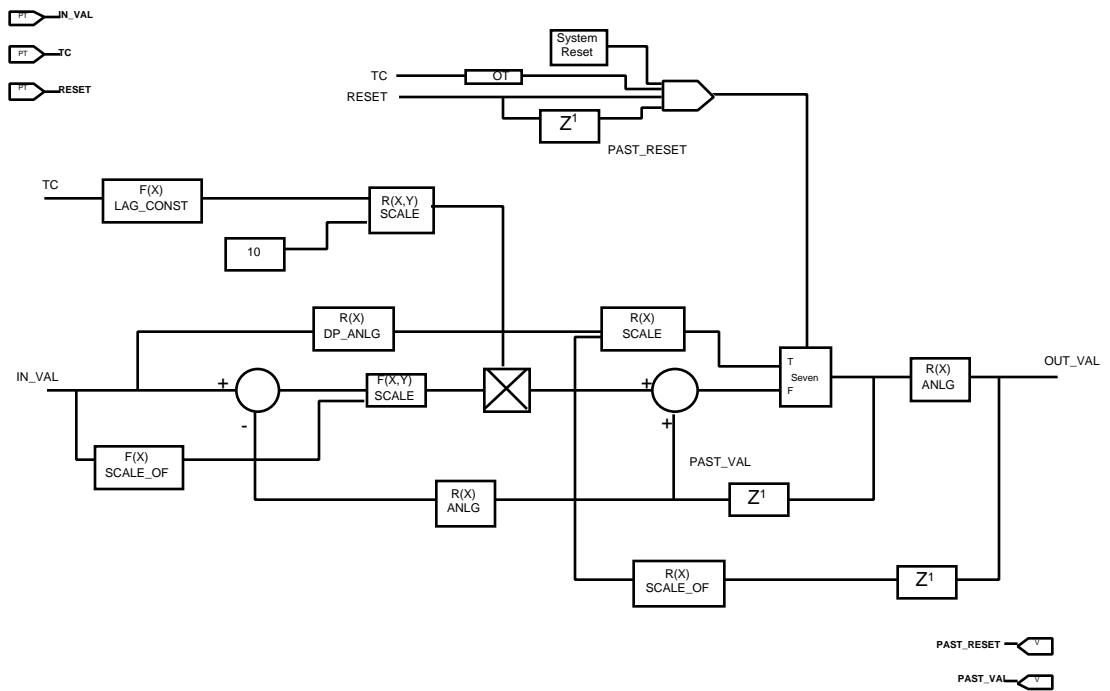 PT IN_VAL
PT TC
PT RESET
System
Reset
TC
OT
RESET
Z1
PAST_RESET
TC
F(X)
LAG_CONST
R(X,Y)
SCALE
10
R(X)
DP_ANLG
R(X)
SCALE
IN_VAL
+
-
F(X,Y)
SCALE
+
+
T
Seven
F
R(X)
ANLG
OUT_VAL
F(X)
SCALE_OF
R(X)
ANLG
PAST_VAL
Z1
R(X)
SCALE_OF
Z1
PAST_RESET V
PAST_VAL V